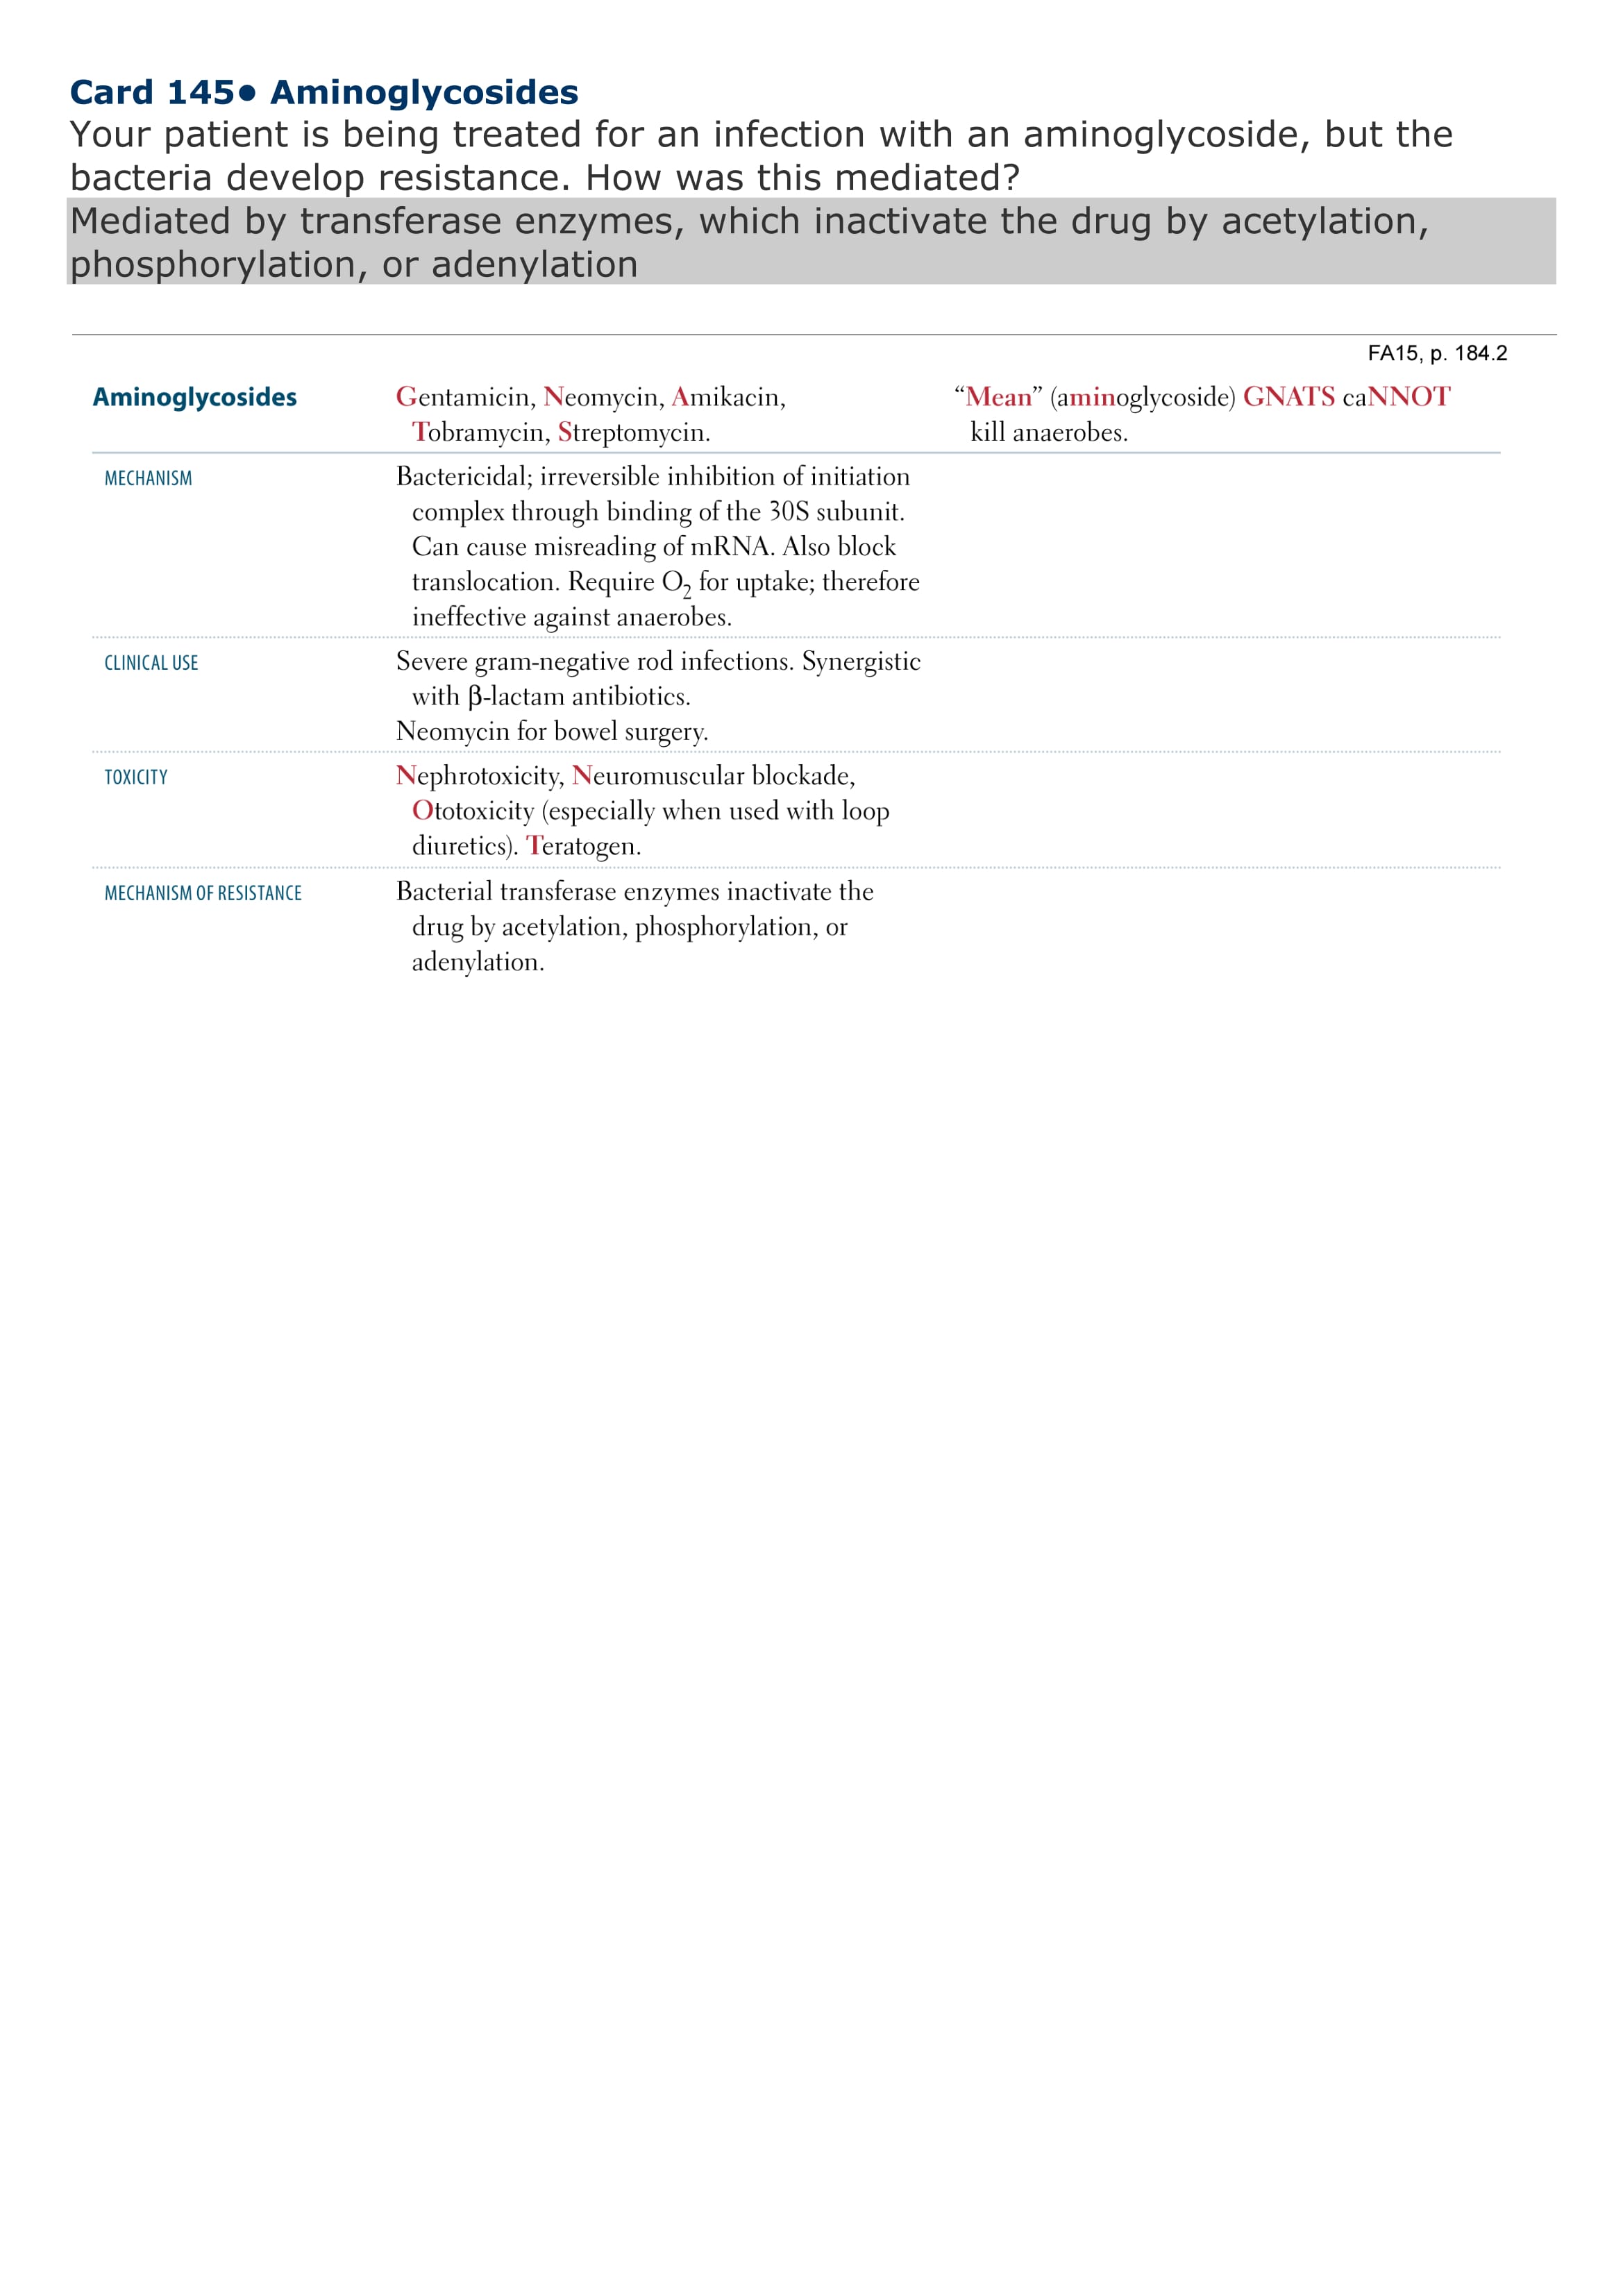 Card 145• Aminoglycosides
Your patient is being treated for an infection with an aminoglycoside, but the
bacteria develop resistance. How was this mediated?
Mediated by transferase enzymes, which inactivate the drug by acetylation,
phosphorylation, or adenylation
FA15, p. 184.2
Aminoglycosides
Gentamicin, Neomycin, Amikacin,
Tobramycin, Streptomycin.
“Mean” (aminoglycoside) GNATS caNNOT
kill anaerobes.
MECHANISM
Bactericidal; irreversible inhibition of initiation
complex through binding of the 30S subunit.
Can cause misreading of mRNA. Also block
translocation. Require O₂ for uptake; therefore
ineffective against anaerobes.
CLINICAL USE
Severe gram-negative rod infections. Synergistic
with β-lactam antibiotics.
Neomycin for bowel surgery.
TOXICITY
Nephrotoxicity, Neuromuscular blockade,
Ototoxicity (especially when used with loop
diuretics). Teratogen.
MECHANISM OF RESISTANCE
Bacterial transferase enzymes inactivate the
drug by acetylation, phosphorylation, or
adenylation.